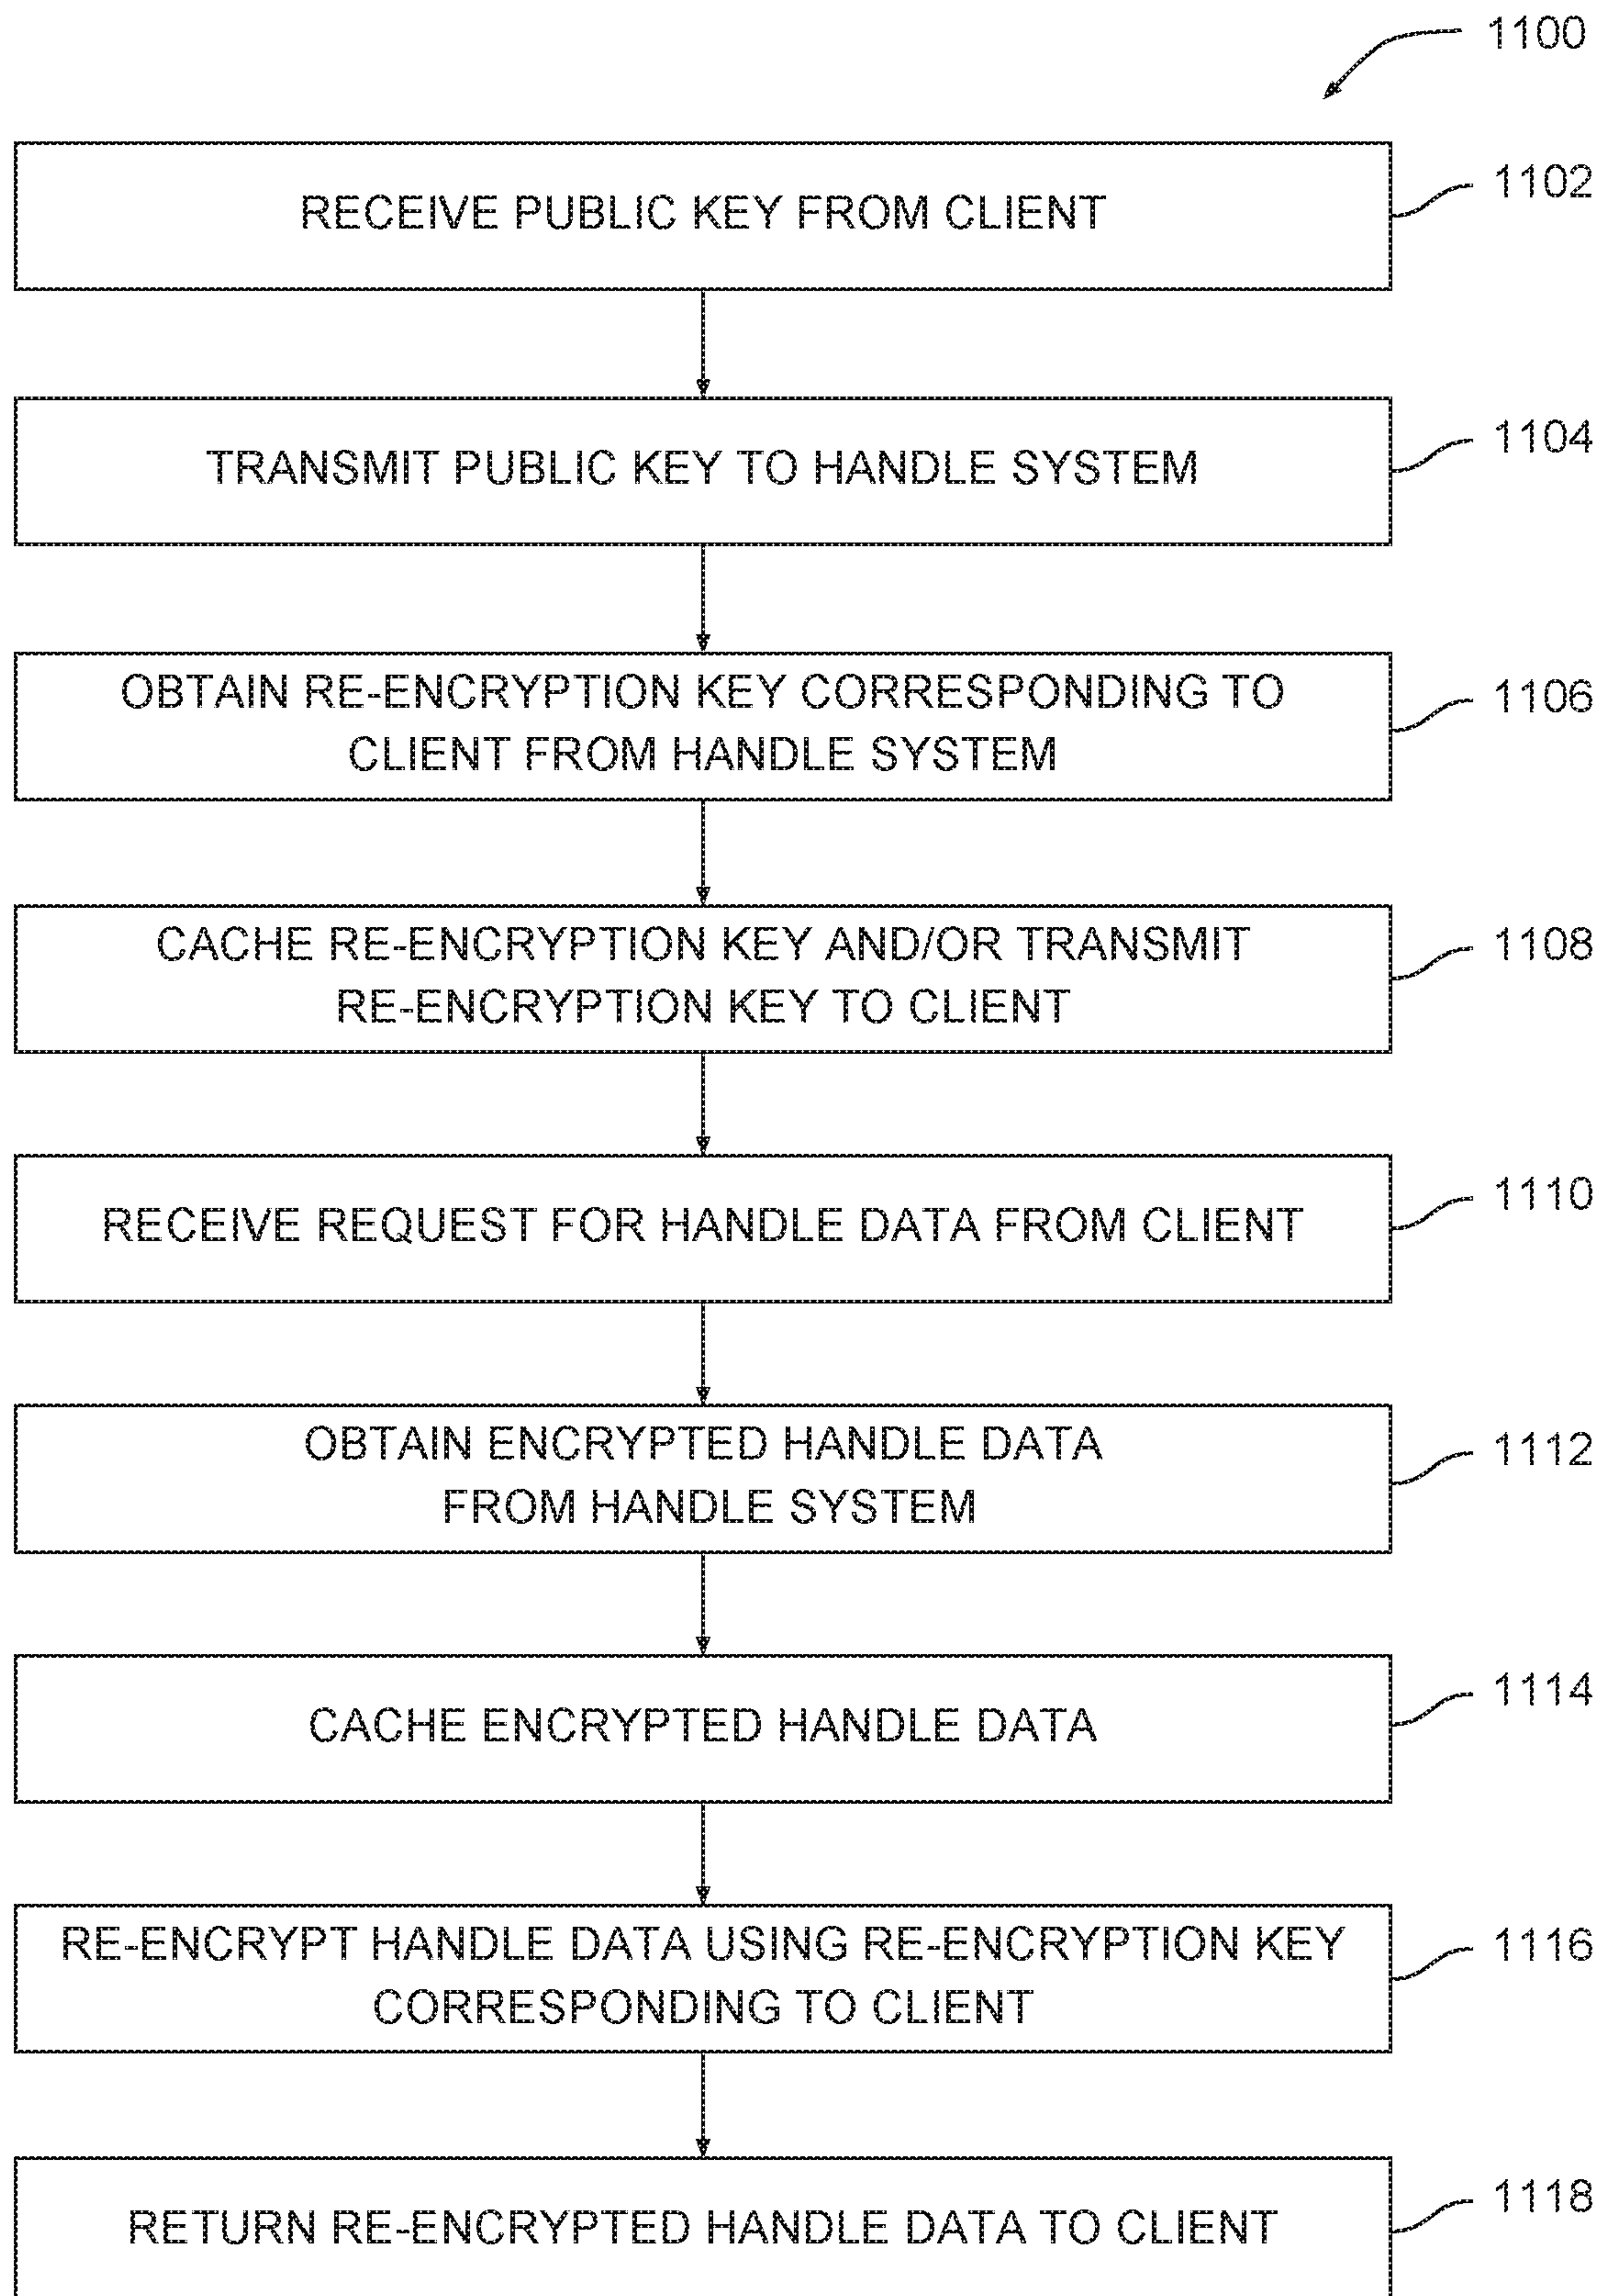 1100
RECEIVE PUBLIC KEY FROM CLIENT
1102
TRANSMIT PUBLIC KEY TO HANDLE SYSTEM
1104
OBTAIN RE-ENCRYPTION KEY CORRESPONDING TO
CLIENT FROM HANDLE SYSTEM
1106
CACHE RE-ENCRYPTION KEY AND/OR TRANSMIT
RE-ENCRYPTION KEY TO CLIENT
1108
RECEIVE REQUEST FOR HANDLE DATA FROM CLIENT
1110
OBTAIN ENCRYPTED HANDLE DATA
FROM HANDLE SYSTEM
1112
CACHE ENCRYPTED HANDLE DATA
1114
RE-ENCRYPT HANDLE DATA USING RE-ENCRYPTION KEY
CORRESPONDING TO CLIENT
1116
RETURN RE-ENCRYPTED HANDLE DATA TO CLIENT
1118